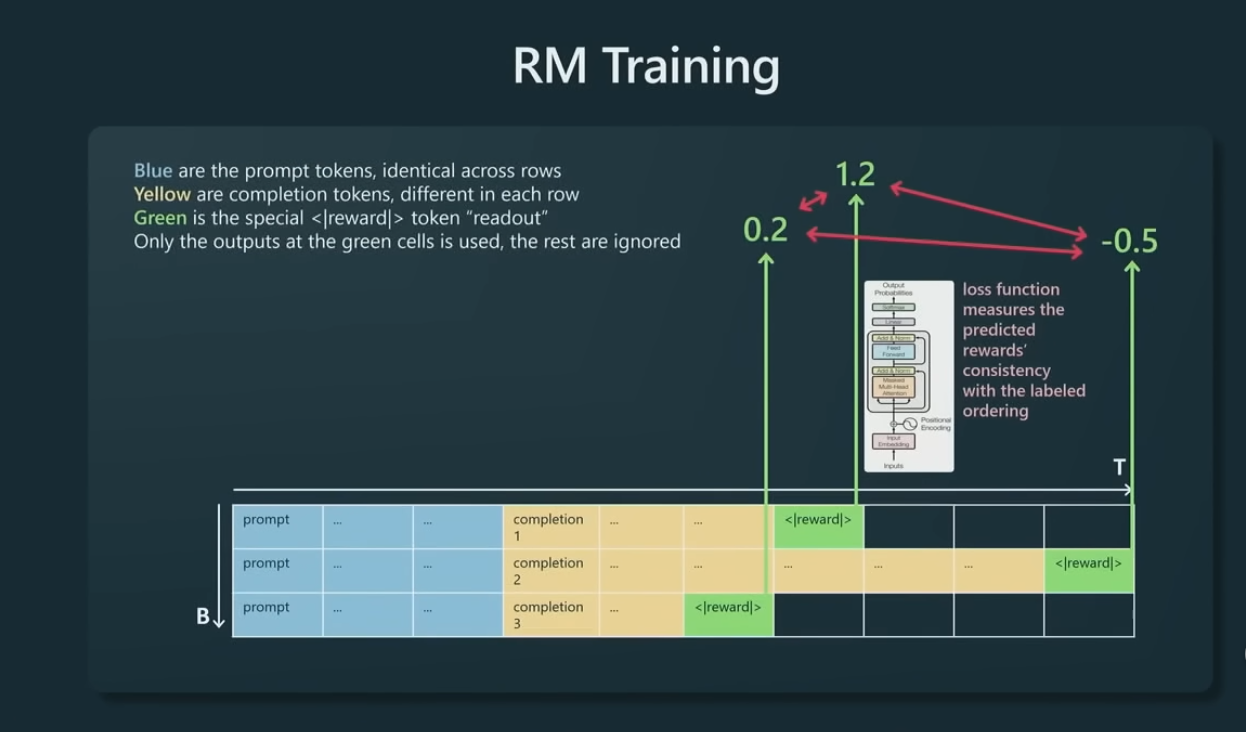 RM Training
Blue are the prompt tokens, identical across rows
Yellow are completion tokens, different in each row
Green is the special <|reward|> token “readout”
Only the outputs at the green cells is used, the rest are ignored
1.2
0.2
-0.5
Output
Probabilities
Softmax
Linear
Add & Norm
Feed
Forward
Add & Norm
Masked
Multi-Head
Attention
Positional
Encoding
Input
Embedding
Inputs
loss function
measures the
predicted
rewards’
consistency
with the labeled
ordering
T
B
prompt ... ... completion ... ... <|reward|>
1
prompt ... ... completion ... ... ... ... ... <|reward|>
2
prompt ... ... completion ... <|reward|>
3